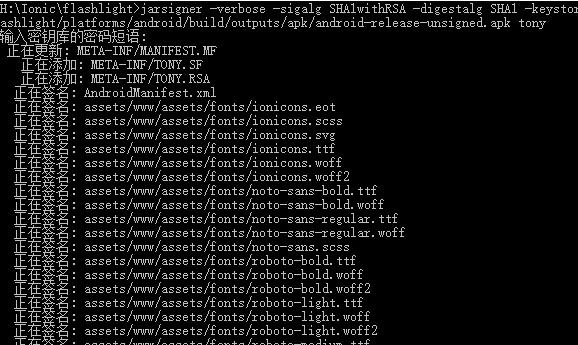 H:\Ionic\flashlight>jarsigner -verbose -sigalg SHA1withRSA -digestalg SHA1 -keysto
ashlight/platforms/android/build/outputs/apk/android-release-unsigned.apk tony
输入密钥库的密码短语:
正在更新: META-INF/MANIFEST.MF
正在添加: META-INF/TONY.SF
正在添加: META-INF/TONY.RSA
正在签名: AndroidManifest.xml
正在签名: assets/www/assets/fonts/ionicons.eot
正在签名: assets/www/assets/fonts/ionicons.scss
正在签名: assets/www/assets/fonts/ionicons.svg
正在签名: assets/www/assets/fonts/ionicons.ttf
正在签名: assets/www/assets/fonts/ionicons.woff
正在签名: assets/www/assets/fonts/ionicons.woff2
正在签名: assets/www/assets/fonts/noto-sans-bold.ttf
正在签名: assets/www/assets/fonts/noto-sans-bold.woff
正在签名: assets/www/assets/fonts/noto-sans-regular.ttf
正在签名: assets/www/assets/fonts/noto-sans-regular.woff
正在签名: assets/www/assets/fonts/noto-sans.scss
正在签名: assets/www/assets/fonts/roboto-bold.ttf
正在签名: assets/www/assets/fonts/roboto-bold.woff
正在签名: assets/www/assets/fonts/roboto-bold.woff2
正在签名: assets/www/assets/fonts/roboto-light.ttf
正在签名: assets/www/assets/fonts/roboto-light.woff
正在签名: assets/www/assets/fonts/roboto-light.woff2
正在签名: assets/www/assets/fonts/roboto-medium.ttf